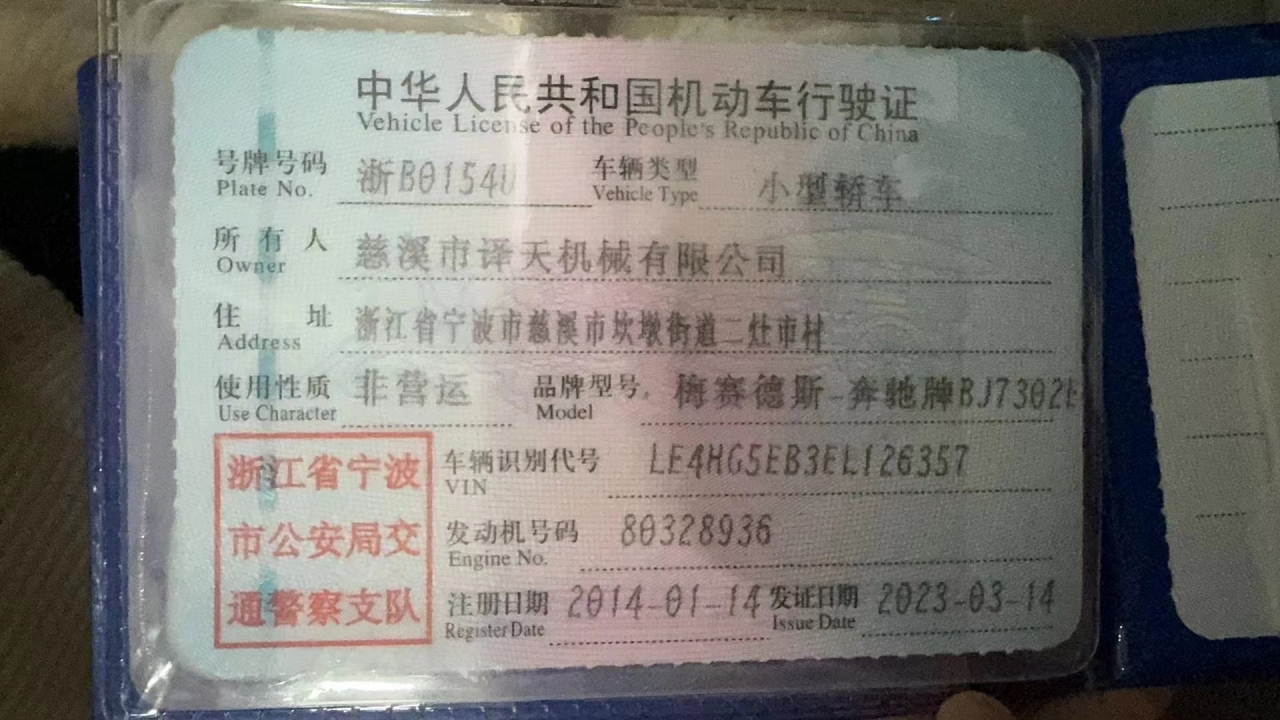 中华人民共和国机动车行驶证
Vehicle License of the People's Republic of China
号牌号码 浙B0154U 车辆类型 小型轿车
Plate No. Vehicle Type
所有人 慈溪市译天机械有限公司
Owner
住址 浙江省宁波市慈溪市坎墩街道二灶市村
Address
使用性质 非营运 品牌型号 梅赛德斯-奔驰牌BJ7302E
Use Character Model
浙江省宁波
市公安局交
通警察支队
车辆识别代号 LE4HG5EB3EL126357
VIN
发动机号码 80328936
Engine No.
注册日期 2014-01-14 发证日期 2023-03-14
Register Date Issue Date